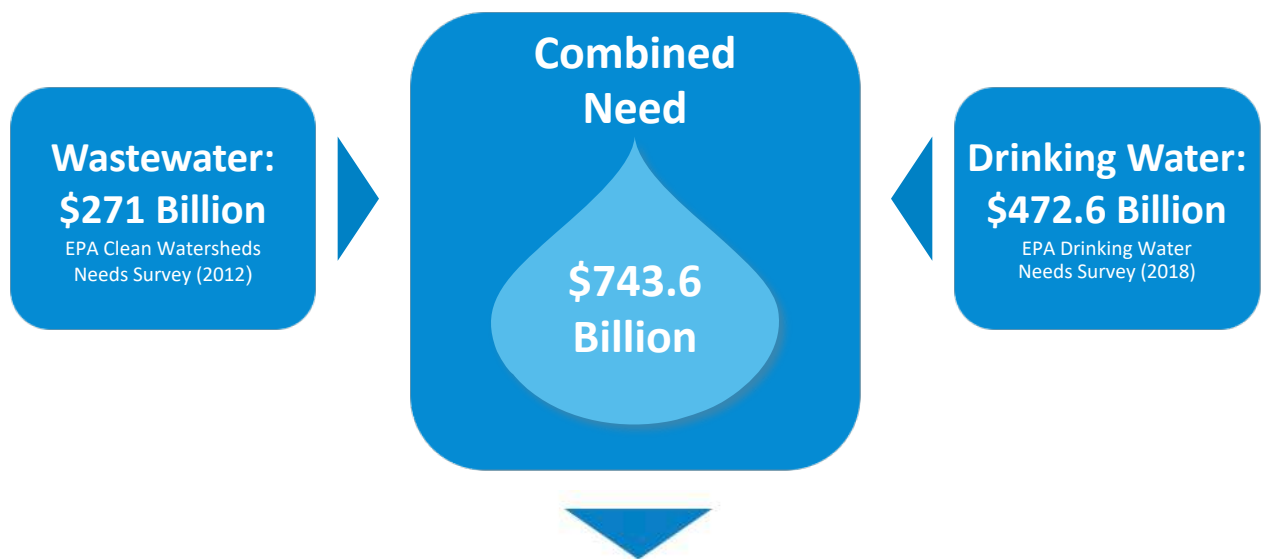 Combined
Need
$743.6
Billion
Wastewater:
$271 Billion
EPA Clean Watersheds
Needs Survey (2012)
Drinking Water:
$472.6 Billion
EPA Drinking Water
Needs Survey (2018)